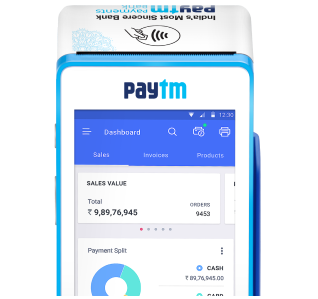 India's Most Sincere Bank
paytm
payments
bank
paytm
12:30
Dashboard
Sales Invoices Products
SALES VALUE
Total
₹ 9,89,76,945
ORDERS
9453
Payment Split
CASH
₹ 89,76,945.00
CARD